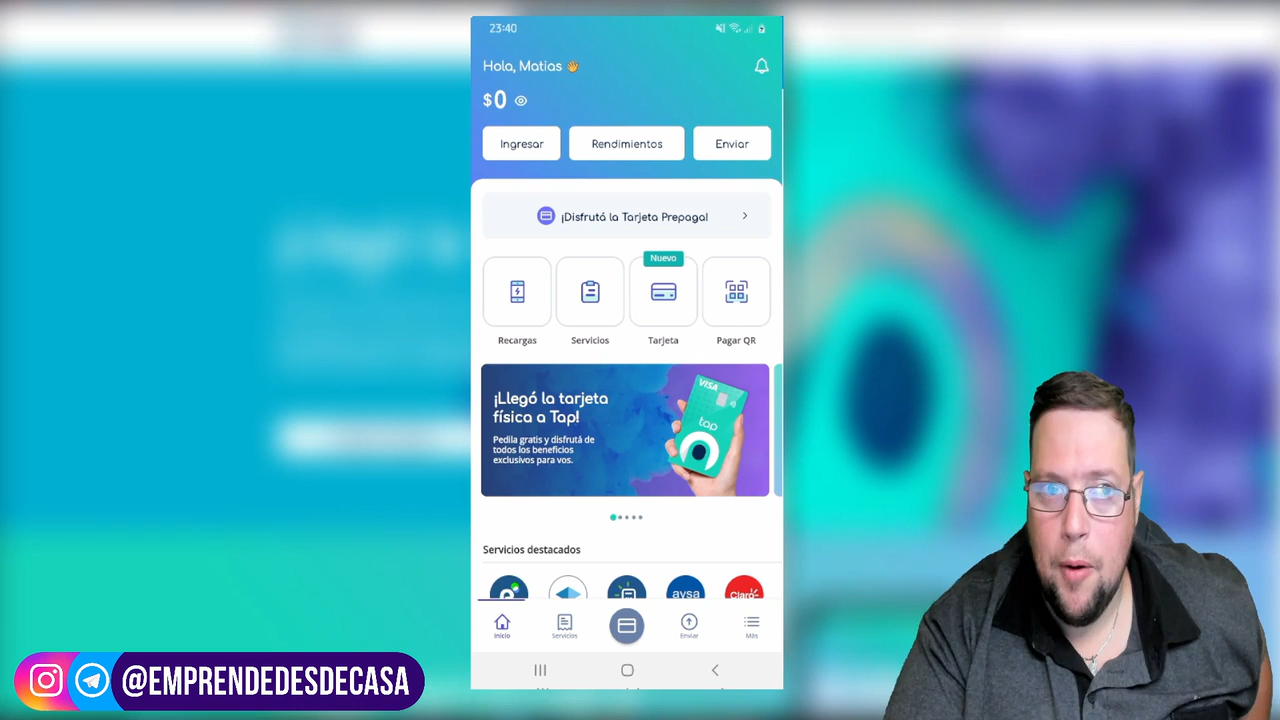 23:40
Hola, Matias 👋
$0
Ingresar
Rendimientos
Enviar
¡Disfrutá la Tarjeta Prepaga!
Nuevo
Recargas
Servicios
Tarjeta
Pagar QR
¡Llegó la tarjeta
física a Tap!
Pedila gratis y disfrutá de
todos los beneficios
exclusivos para vos.
VISA
tap
Servicios destacados
aysa
Claro
Inicio
Servicios
Enviar
Más
@EMPRENDEDESDECASA